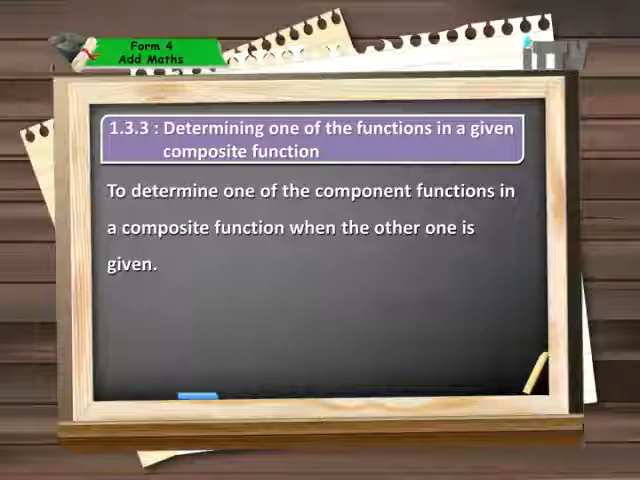 Form 4
Add Maths
1.3.3 : Determining one of the functions in a given
composite function
To determine one of the component functions in
a composite function when the other one is
given.